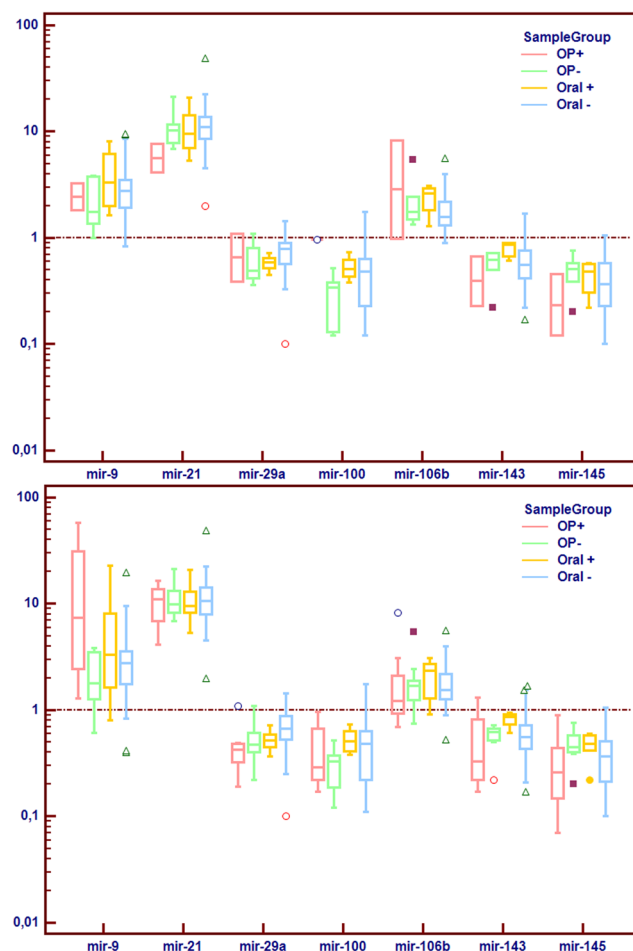 100
SampleGroup
OP+
OP-
Oral +
Oral -
10
1
0,1
0,01
mir-9 mir-21 mir-29a mir-100 mir-106b mir-143 mir-145
100
SampleGroup
OP+
OP-
Oral +
Oral -
10
1
0,1
0,01
mir-9 mir-21 mir-29a mir-100 mir-106b mir-143 mir-145